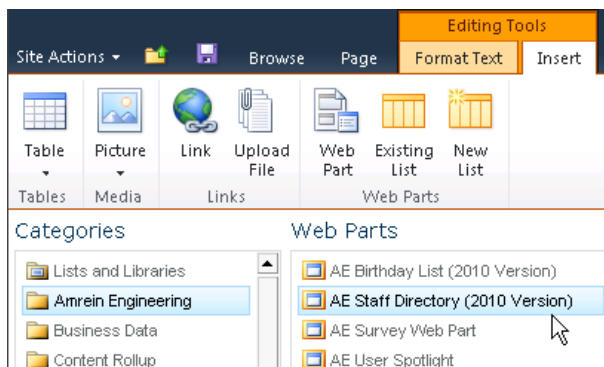 Editing Tools
Site Actions Browse Page Format Text Insert
Table Picture Link Upload File Web Part Existing List New List
Tables Media Links Web Parts
Categories Web Parts
Lists and Libraries AE Birthday List (2010 Version)
Amrein Engineering AE Staff Directory (2010 Version)
Business Data AE Survey Web Part
Content Rollup AE User Spotlight